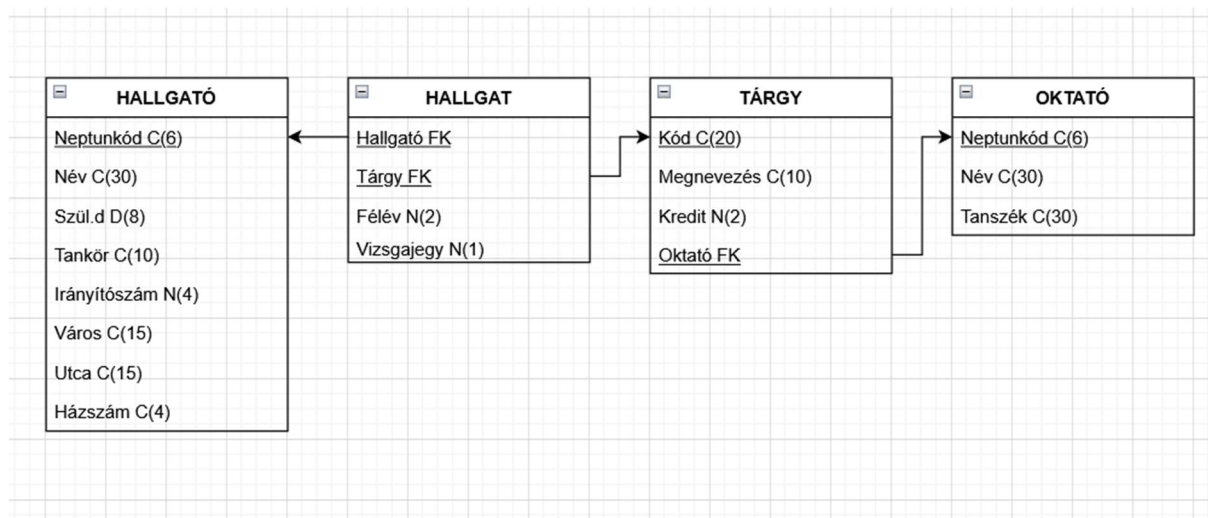 HALLGATÓ
Neptunkód C(6)
Név C(30)
Szül.d D(8)
Tankör C(10)
Irányítószám N(4)
Város C(15)
Utca C(15)
Házszám C(4)
HALLGAT
Hallgató FK
Tárgy FK
Félév N(2)
Vizsgajegy N(1)
TÁRGY
Kód C(20)
Megnevezés C(10)
Kredit N(2)
Oktató FK
OKTATÓ
Neptunkód C(6)
Név C(30)
Tanszék C(30)